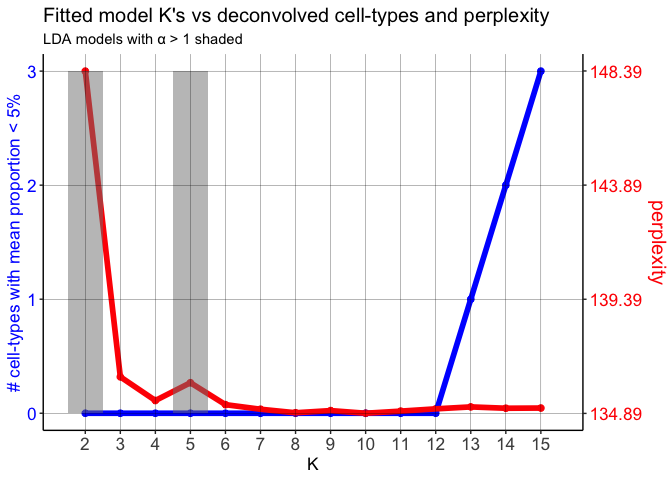 Fitted model K's vs deconvolved cell-types and perplexity
LDA models with α > 1 shaded
# cell-types with mean proportion < 5%
3
2
1
0
148.39
143.89
139.39
134.89
perplexity
2 3 4 5 6 7 8 9 10 11 12 13 14 15
K